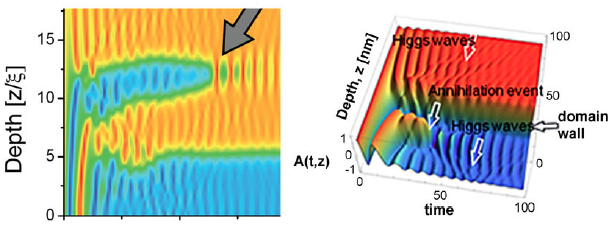 Depth [z/ξ]
15
10
5
0
Higgs waves
100
Depth, z [nm]
Annihilation event
50
domain
wall
Higgs waves
1
0
-1
A(t,z)
0
0
50
time
100